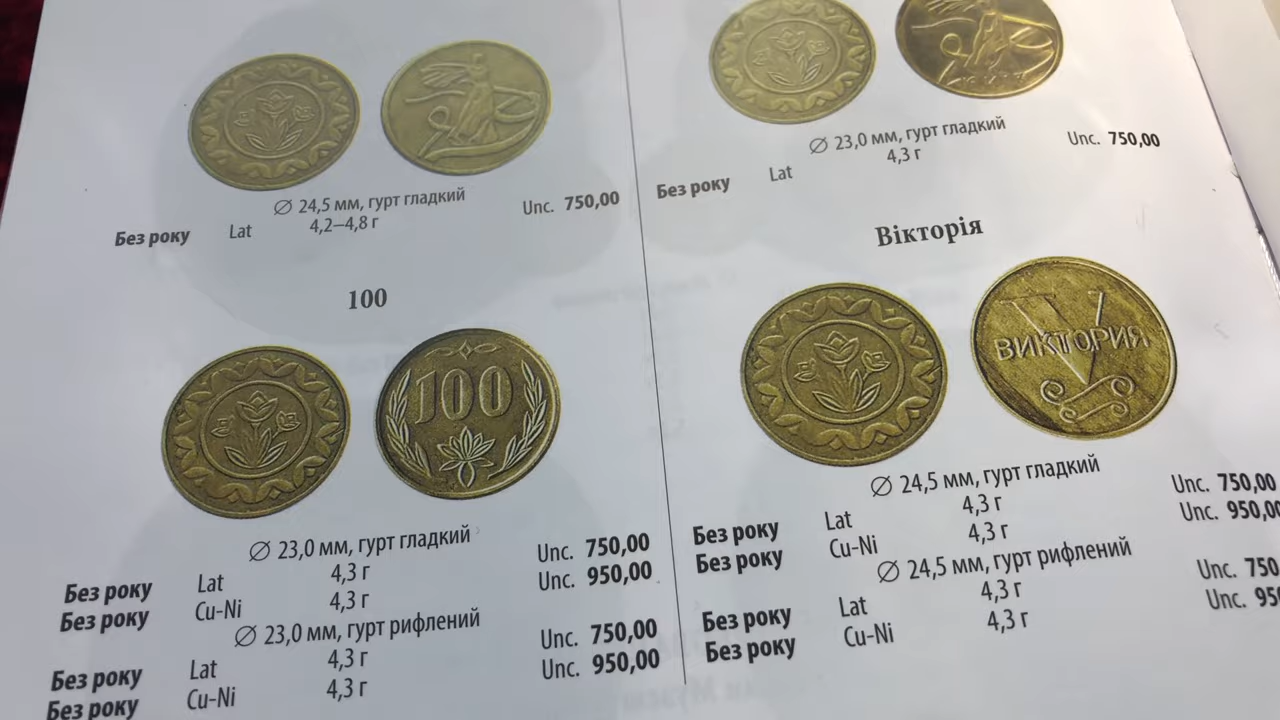 Ø 24,5 мм, гурт гладкий
Без року Lat 4,2–4,8 г Unc. 750,00
100
100
Ø 23,0 мм, гурт гладкий
Без року Lat 4,3 г Unc. 750,00
Без року Cu-Ni 4,3 г Unc. 950,00
Ø 23,0 мм, гурт рифлений
Без року Lat 4,3 г Unc. 750,00
Без року Cu-Ni 4,3 г Unc. 950,00
Ø 23,0 мм, гурт гладкий
Без року Lat 4,3 г Unc. 750,00
Вікторія
V
ВИКТОРИЯ
Ø 24,5 мм, гурт гладкий
Без року Lat 4,3 г Unc. 750,00
Без року Cu-Ni 4,3 г Unc. 950,00
Ø 24,5 мм, гурт рифлений
Без року Lat 4,3 г Unc. 750
Без року Cu-Ni 4,3 г Unc. 95